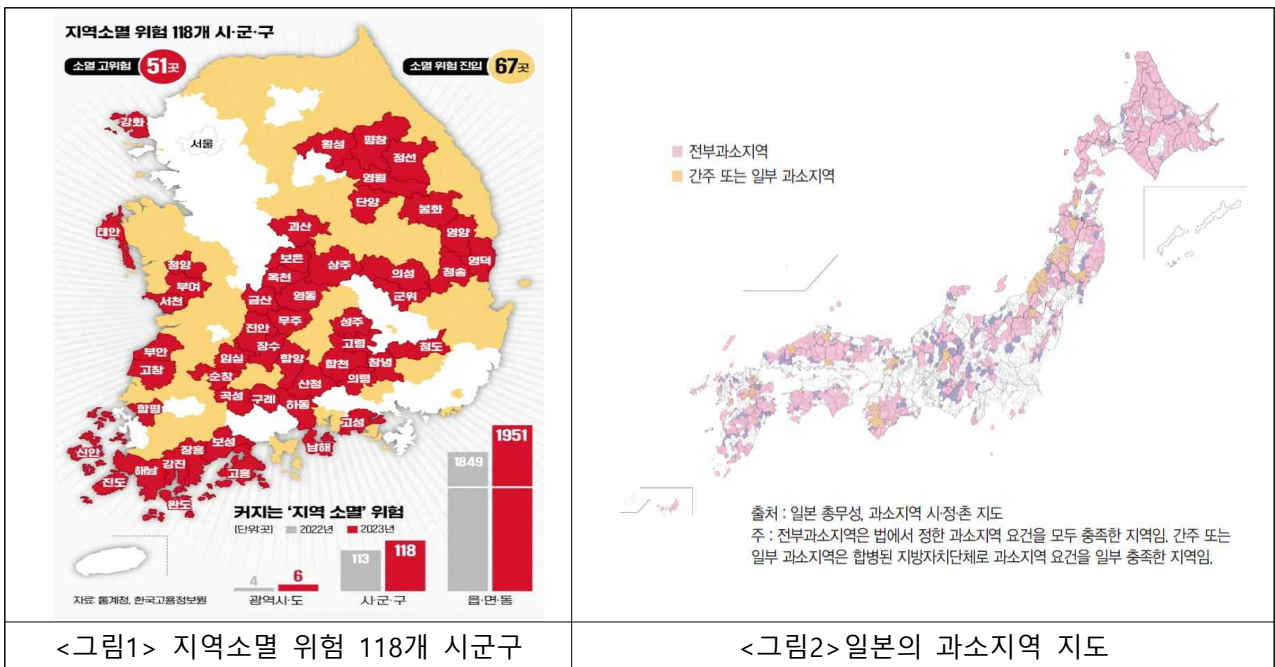 지역소멸 위험 118개 시·군·구
소멸 고위험 51곳
소멸 위험 진입 67곳
강화
서울
횡성
평창
정선
영월
단양
봉화
태안
괴산
영양
청양
보은
상주
의성
청송
영덕
부여
옥천
서천
금산
영동
군위
무주
성주
진안
부안
장수
고령
청도
임실
함양
합천
창녕
고창
순창
산청
의령
곡성
구례
하동
함평
고성
보성
남해
신안
장흥
해남
강진
고흥
진도
완도
커지는 '지역 소멸' 위험
(단위:곳) 2022년 2023년
4
6
광역시·도
113
118
시·군·구
1849
1951
읍·면·동
자료: 통계청, 한국고용정보원
전부과소지역
간주 또는 일부 과소지역
출처 : 일본 총무성, 과소지역 시·정·촌 지도
주 : 전부과소지역은 법에서 정한 과소지역 요건을 모두 충족한 지역임. 간주 또는
일부 과소지역은 합병된 지방자치단체로 과소지역 요건을 일부 충족한 지역임.
<그림1> 지역소멸 위험 118개 시군구
<그림2>일본의 과소지역 지도